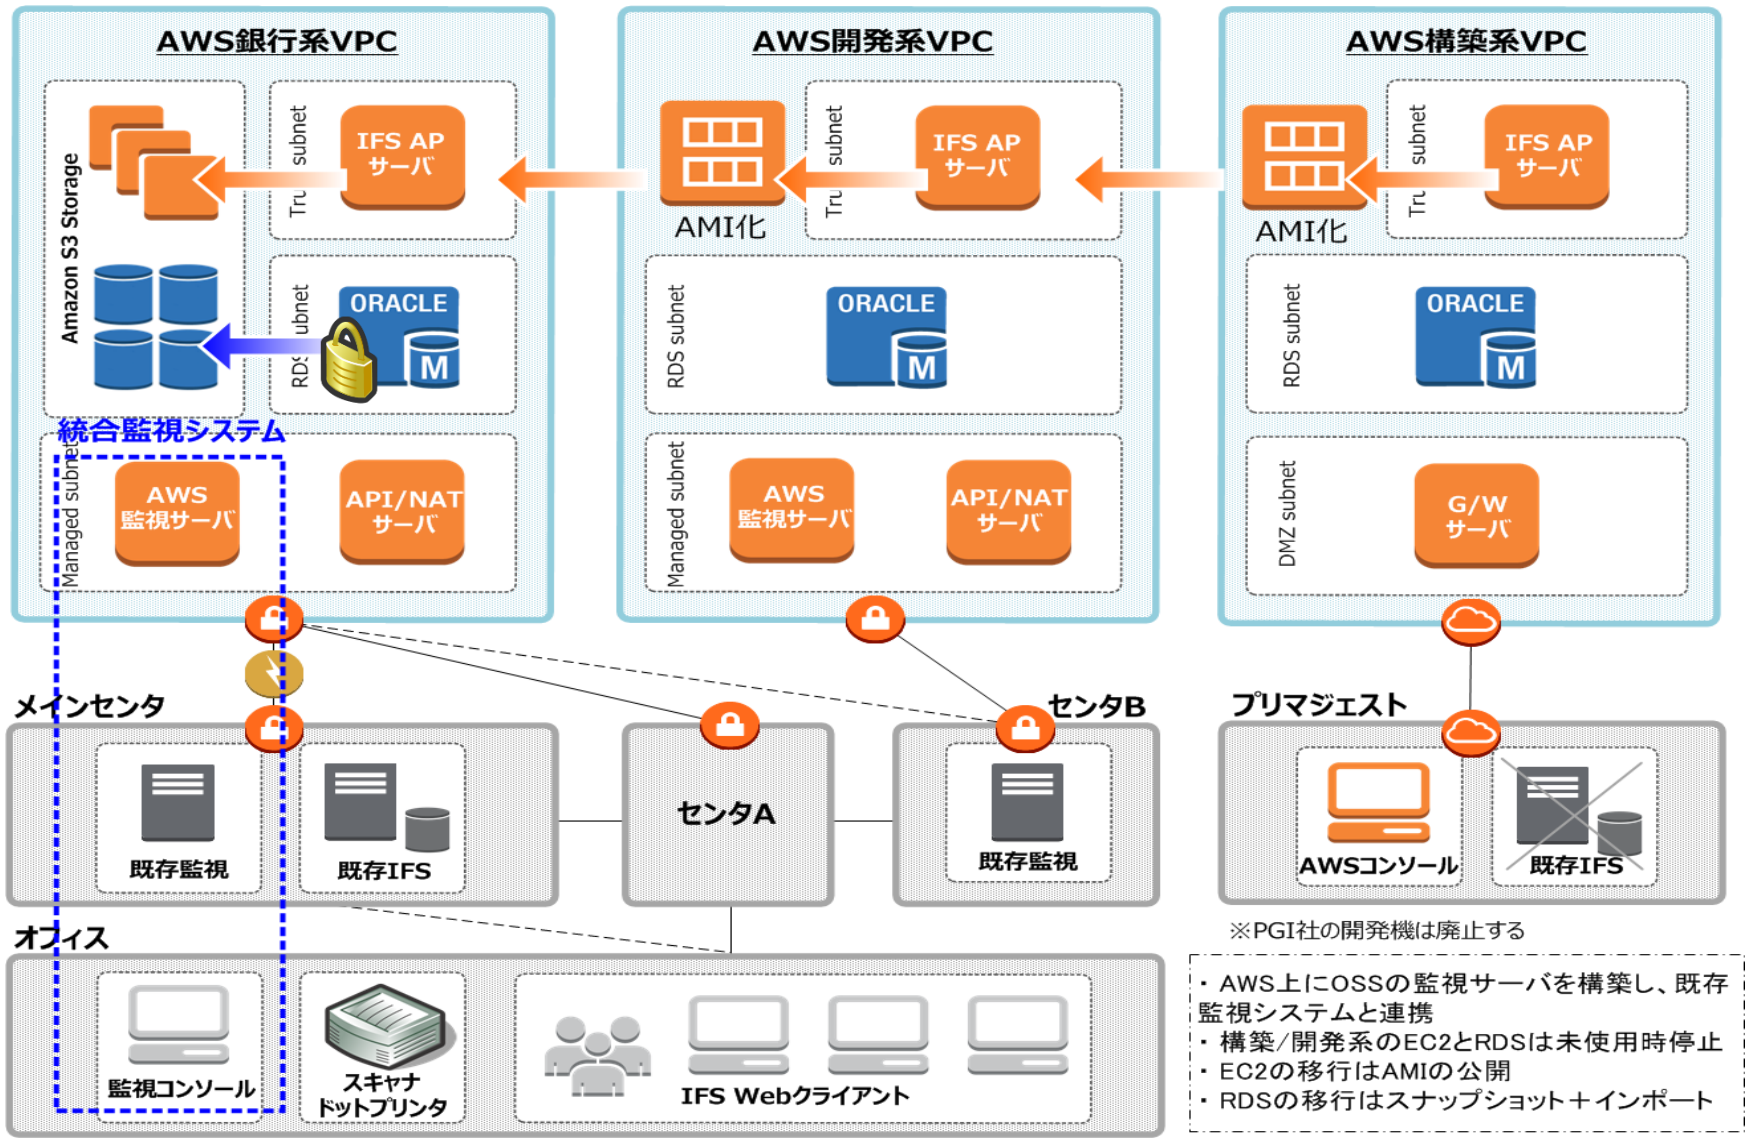 AWS銀行系VPC
Amazon S3 Storage
subnet
IFS AP
サーバ
ORACLE
M
統合監視システム
Managed subnet
AWS
監視サーバ
API/NAT
サーバ
AWS開発系VPC
AMI化
subnet
IFS AP
サーバ
RDS subnet
ORACLE
M
Managed subnet
AWS
監視サーバ
API/NAT
サーバ
AWS構築系VPC
AMI化
subnet
IFS AP
サーバ
RDS subnet
ORACLE
M
DMZ subnet
G/W
サーバ
メインセンタ
既存監視
既存IFS
センタA
センタB
既存監視
プリマジェスト
AWSコンソール
既存IFS
※PGI社の開発機は廃止する
オフィス
監視コンソール
スキャナ
ドットプリンタ
IFS Webクライアント
・ AWS上にOSSの監視サーバを構築し、既存
監視システムと連携
・ 構築/開発系のEC2とRDSは未使用時停止
・ EC2の移行はAMIの公開
・ RDSの移行はスナップショット＋インポート